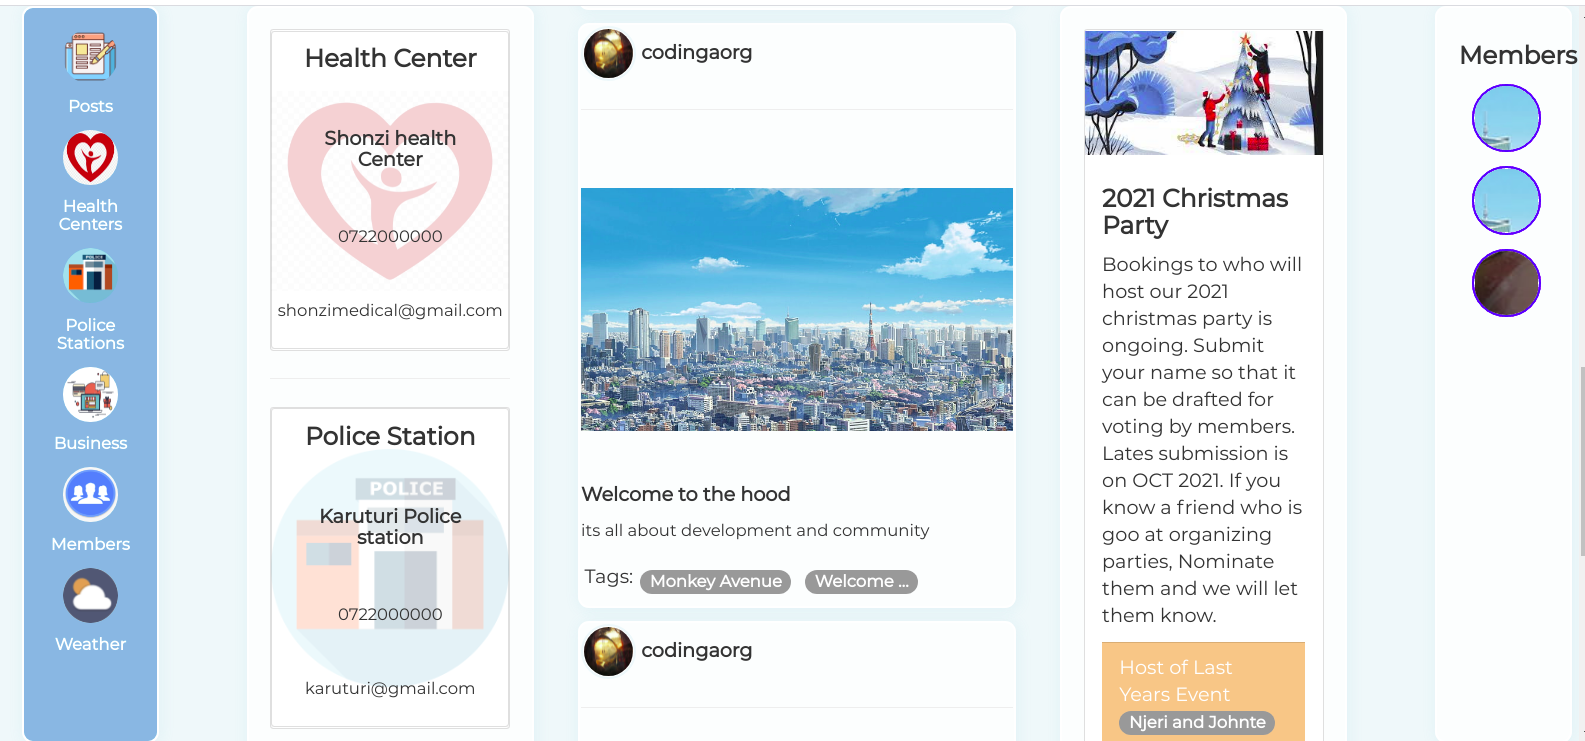 Posts
Health
Centers
Police
Stations
Business
Members
Weather
Health Center
Shonzi health
Center
0722000000
shonzimedical@gmail.com
Police Station
POLICE
Karuturi Police
station
0722000000
karuturi@gmail.com
codingaorg
Welcome to the hood
its all about development and community
Tags: Monkey Avenue Welcome ...
codingaorg
2021 Christmas
Party
Bookings to who will
host our 2021
christmas party is
ongoing. Submit
your name so that it
can be drafted for
voting by members.
Lates submission is
on OCT 2021. If you
know a friend who is
goo at organizing
parties, Nominate
them and we will let
them know.
Host of Last
Years Event
Njeri and Johnte
Members